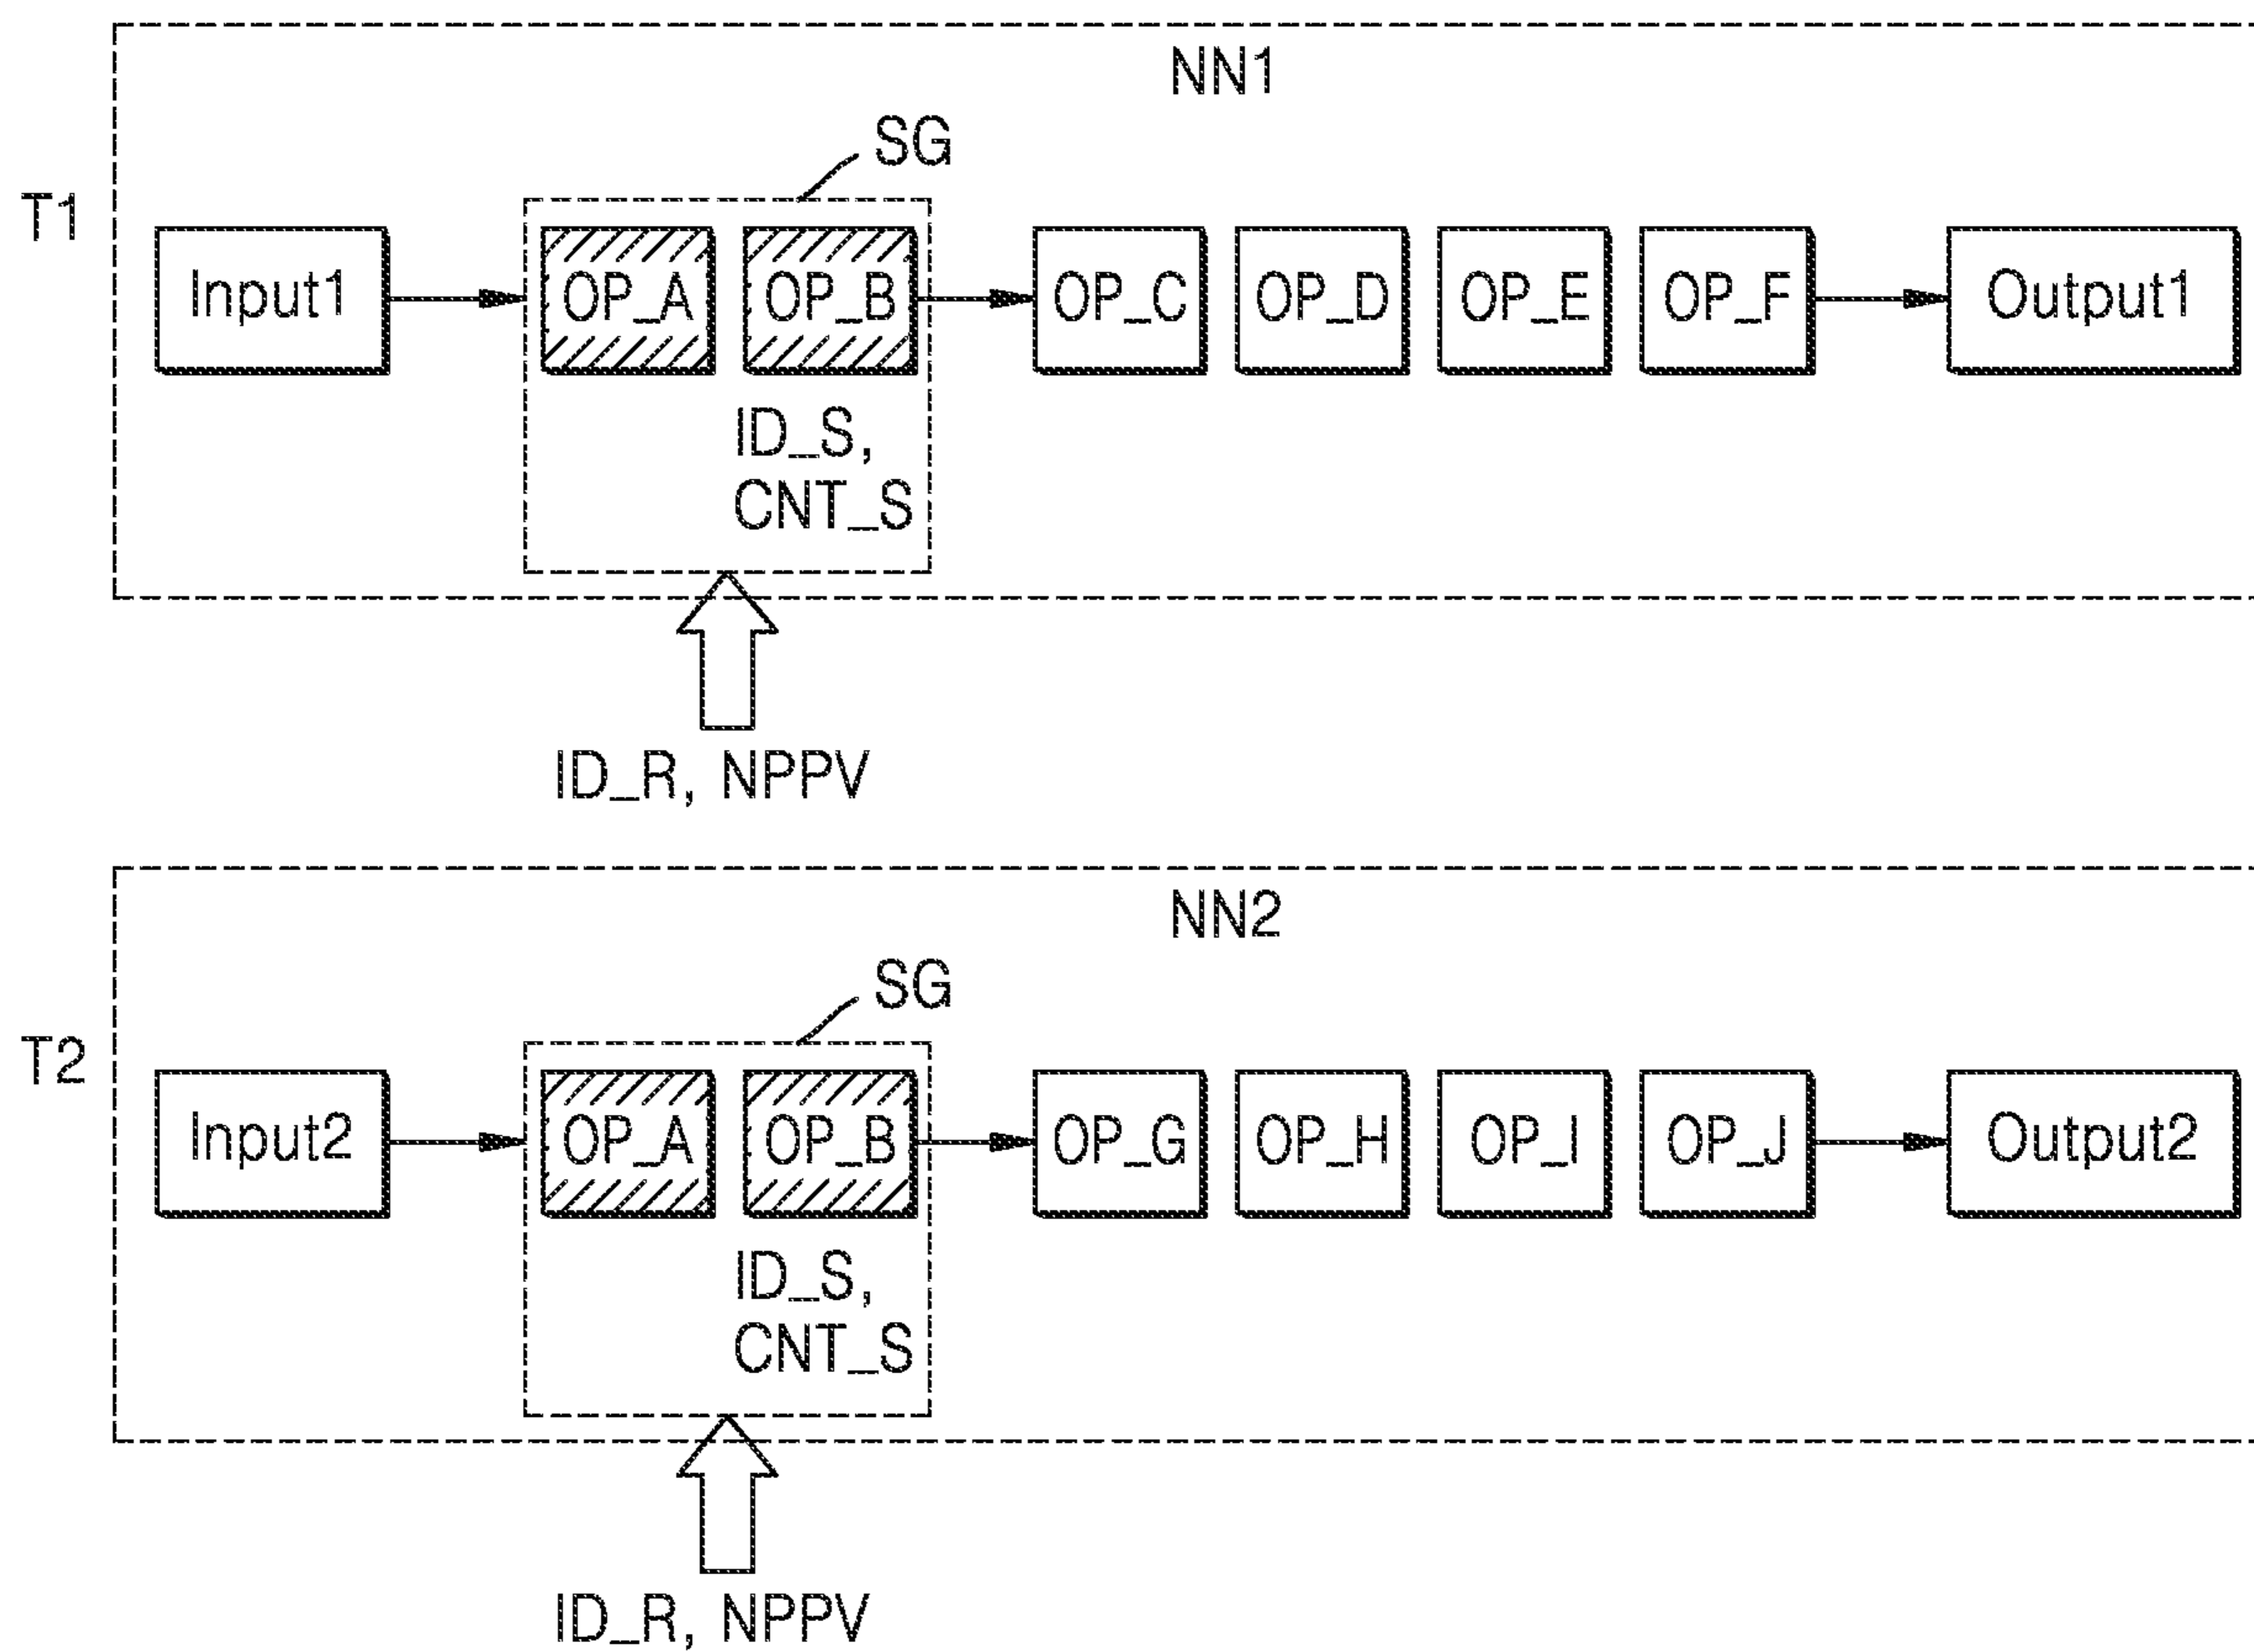 NN1
SG
T1
Input1
OP_A
OP_B
OP_C
OP_D
OP_E
OP_F
Output1
ID_S,
CNT_S
ID_R, NPPV
NN2
SG
T2
Input2
OP_A
OP_B
OP_G
OP_H
OP_I
OP_J
Output2
ID_S,
CNT_S
ID_R, NPPV